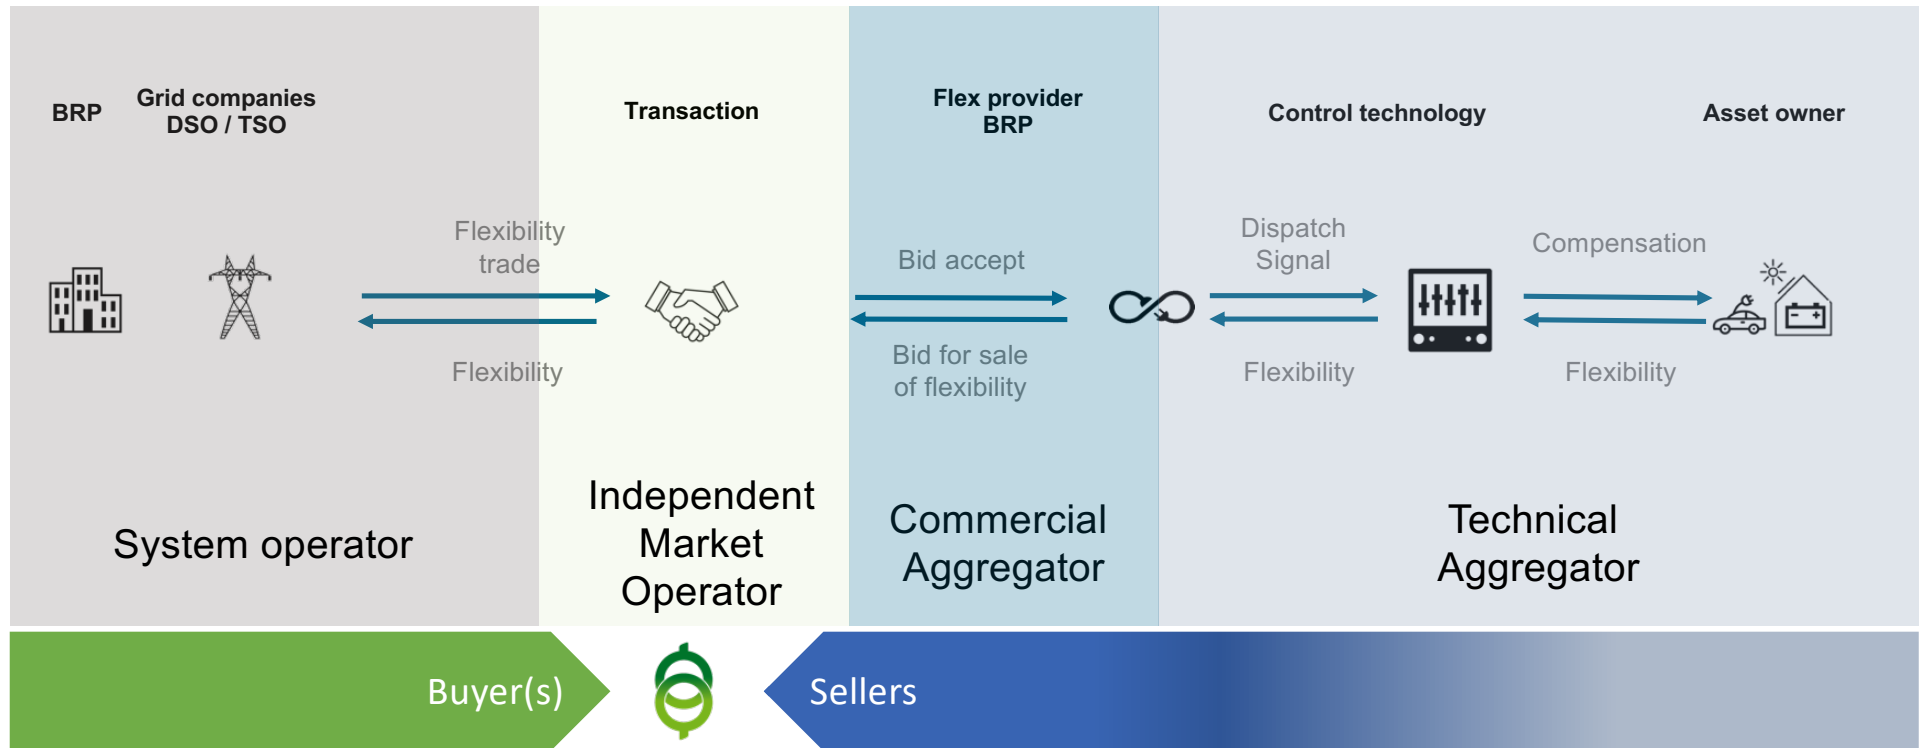 BRP
Grid companies
DSO / TSO
Transaction
Flex provider
BRP
Control technology
Asset owner
Flexibility
trade
Flexibility
Bid accept
Bid for sale
of flexibility
Dispatch
Signal
Flexibility
Compensation
Flexibility
System operator
Independent
Market
Operator
Commercial
Aggregator
Technical
Aggregator
Buyer(s)
Sellers